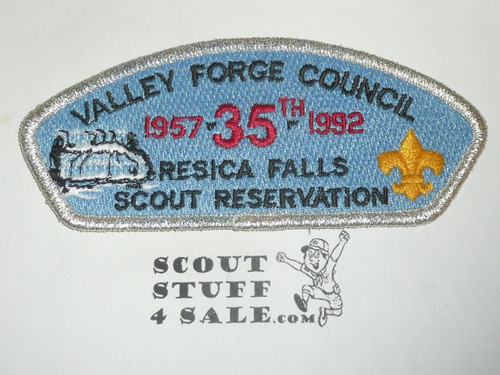 VALLEY FORGE COUNCIL
1957-35TH-1992
RESICA FALLS
SCOUT RESERVATION
SCOUT
STUFF
4 SALE.COM